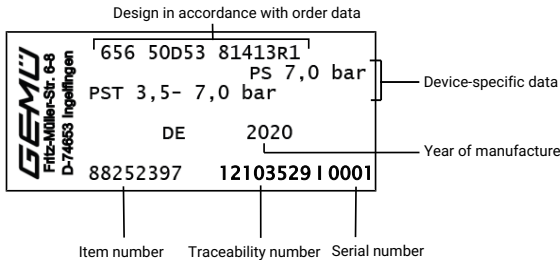 Design in accordance with order data
GEMÜ
Fritz-Müller-Str. 6-8
D-74653 Ingelfingen
656 50D53 81413R1
PS 7,0 bar
PST 3,5- 7,0 bar
Device-specific data
DE 2020
Year of manufacture
88252397 12103529 I 0001
Item number Traceability number Serial number